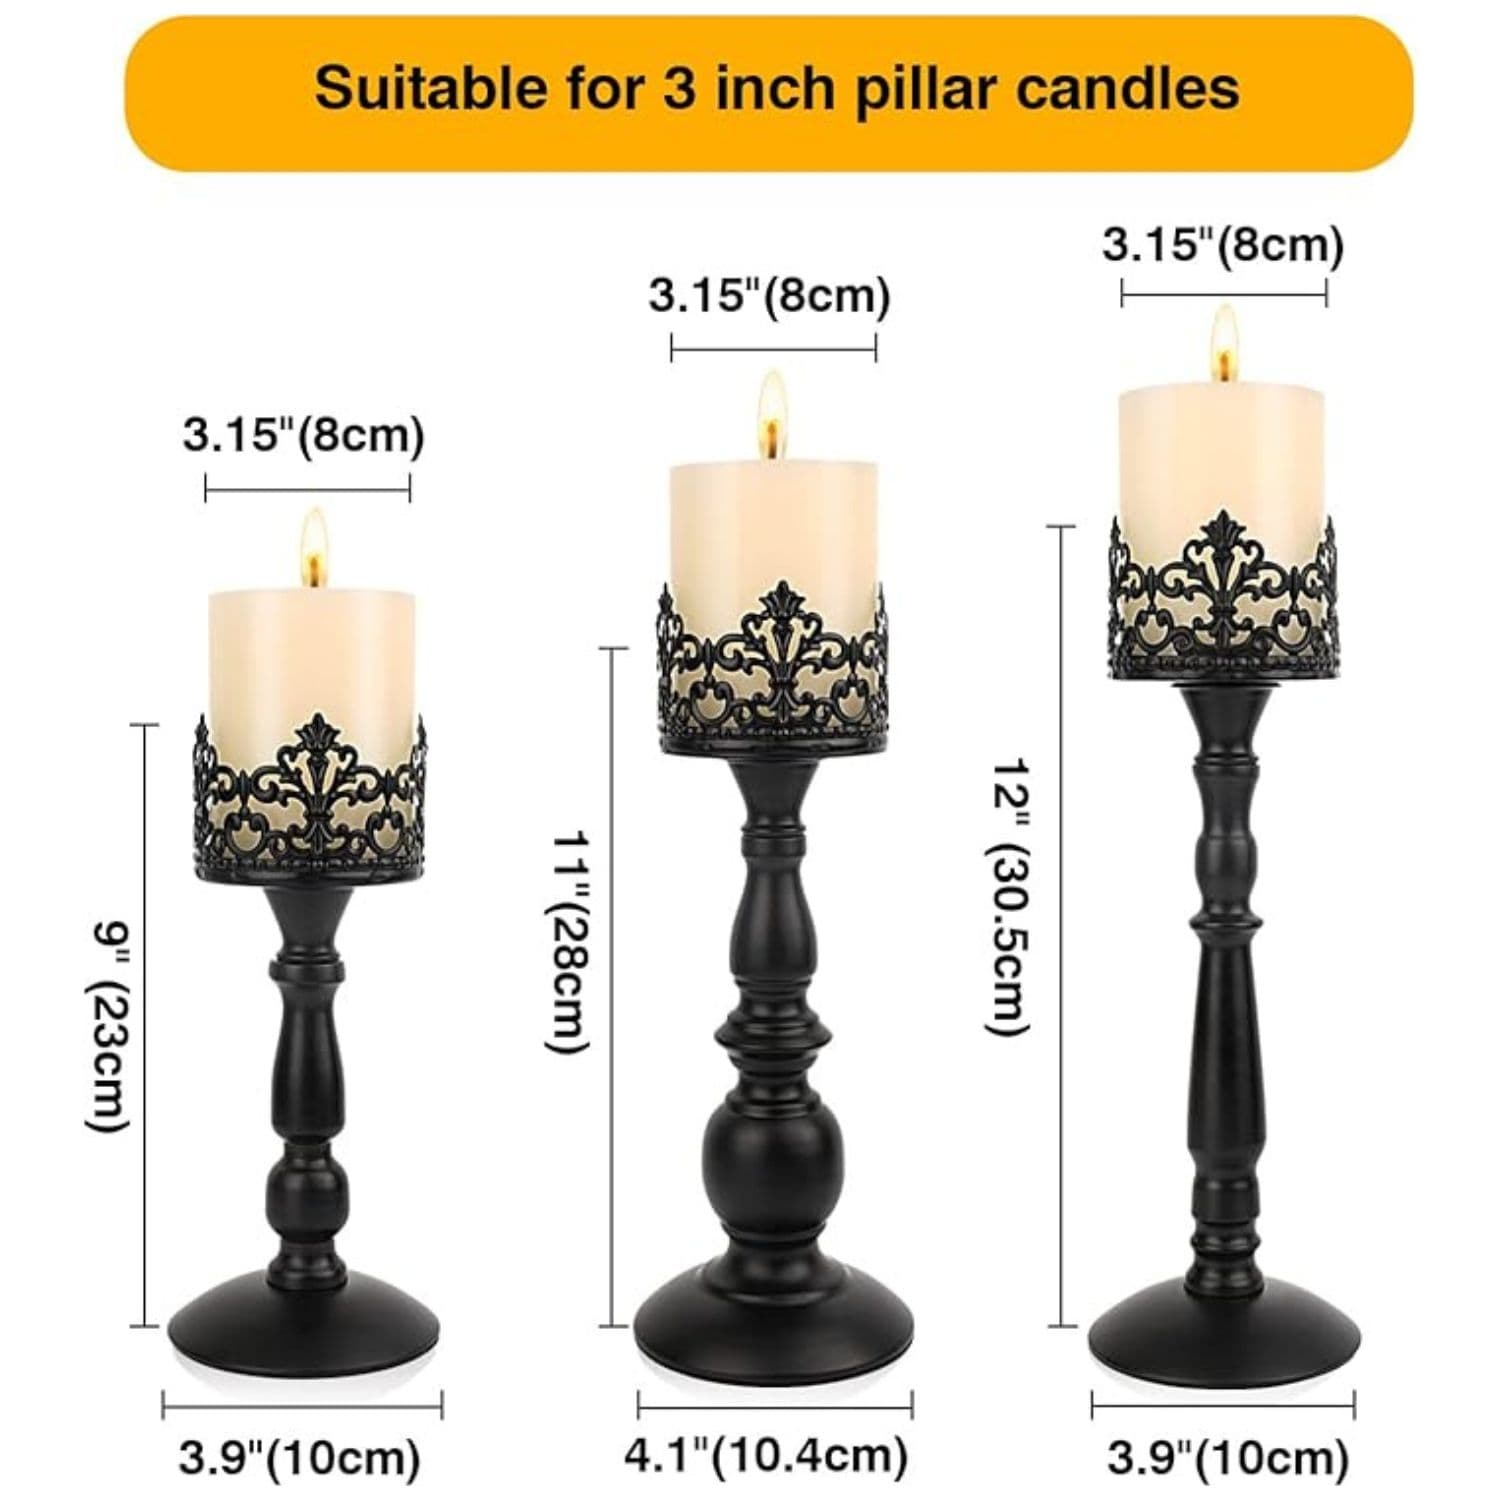 Suitable for 3 inch pillar candles
3.15"(8cm)
3.15"(8cm)
3.15"(8cm)
9" (23cm)
11"(28cm)
12" (30.5cm)
3.9"(10cm)
4.1"(10.4cm)
3.9"(10cm)